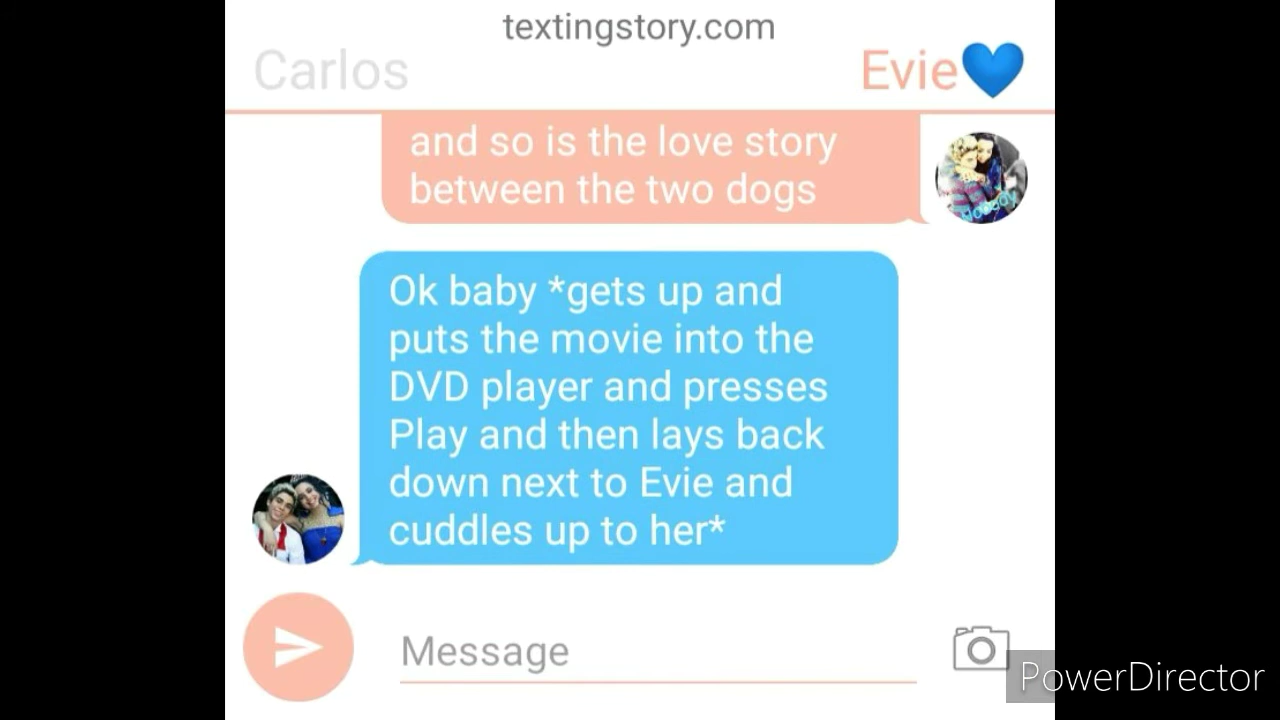 textingstory.com
Carlos
Evie💙
and so is the love story
between the two dogs
Ok baby *gets up and
puts the movie into the
DVD player and presses
Play and then lays back
down next to Evie and
cuddles up to her*
Message
PowerDirector